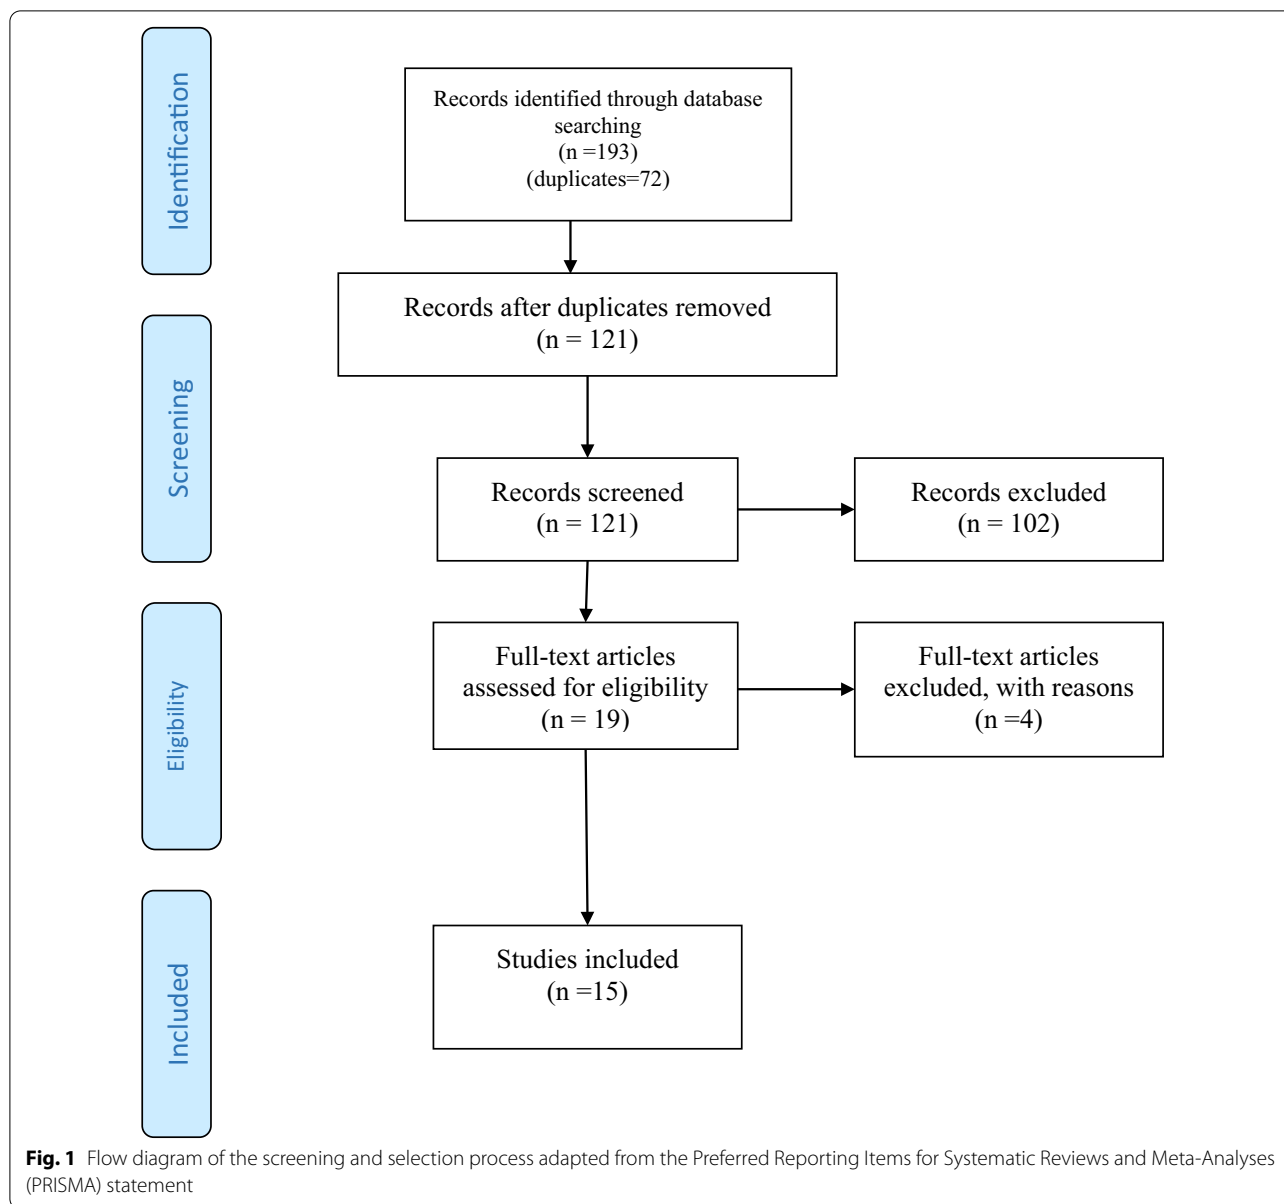 Identification
Records identified through database
searching
(n =193)
(duplicates=72)
Records after duplicates removed
(n = 121)
Screening
Records screened
(n = 121)
Records excluded
(n = 102)
Eligibility
Full-text articles
assessed for eligibility
(n = 19)
Full-text articles
excluded, with reasons
(n =4)
Included
Studies included
(n =15)
Fig. 1 Flow diagram of the screening and selection process adapted from the Preferred Reporting Items for Systematic Reviews and Meta-Analyses
(PRISMA) statement